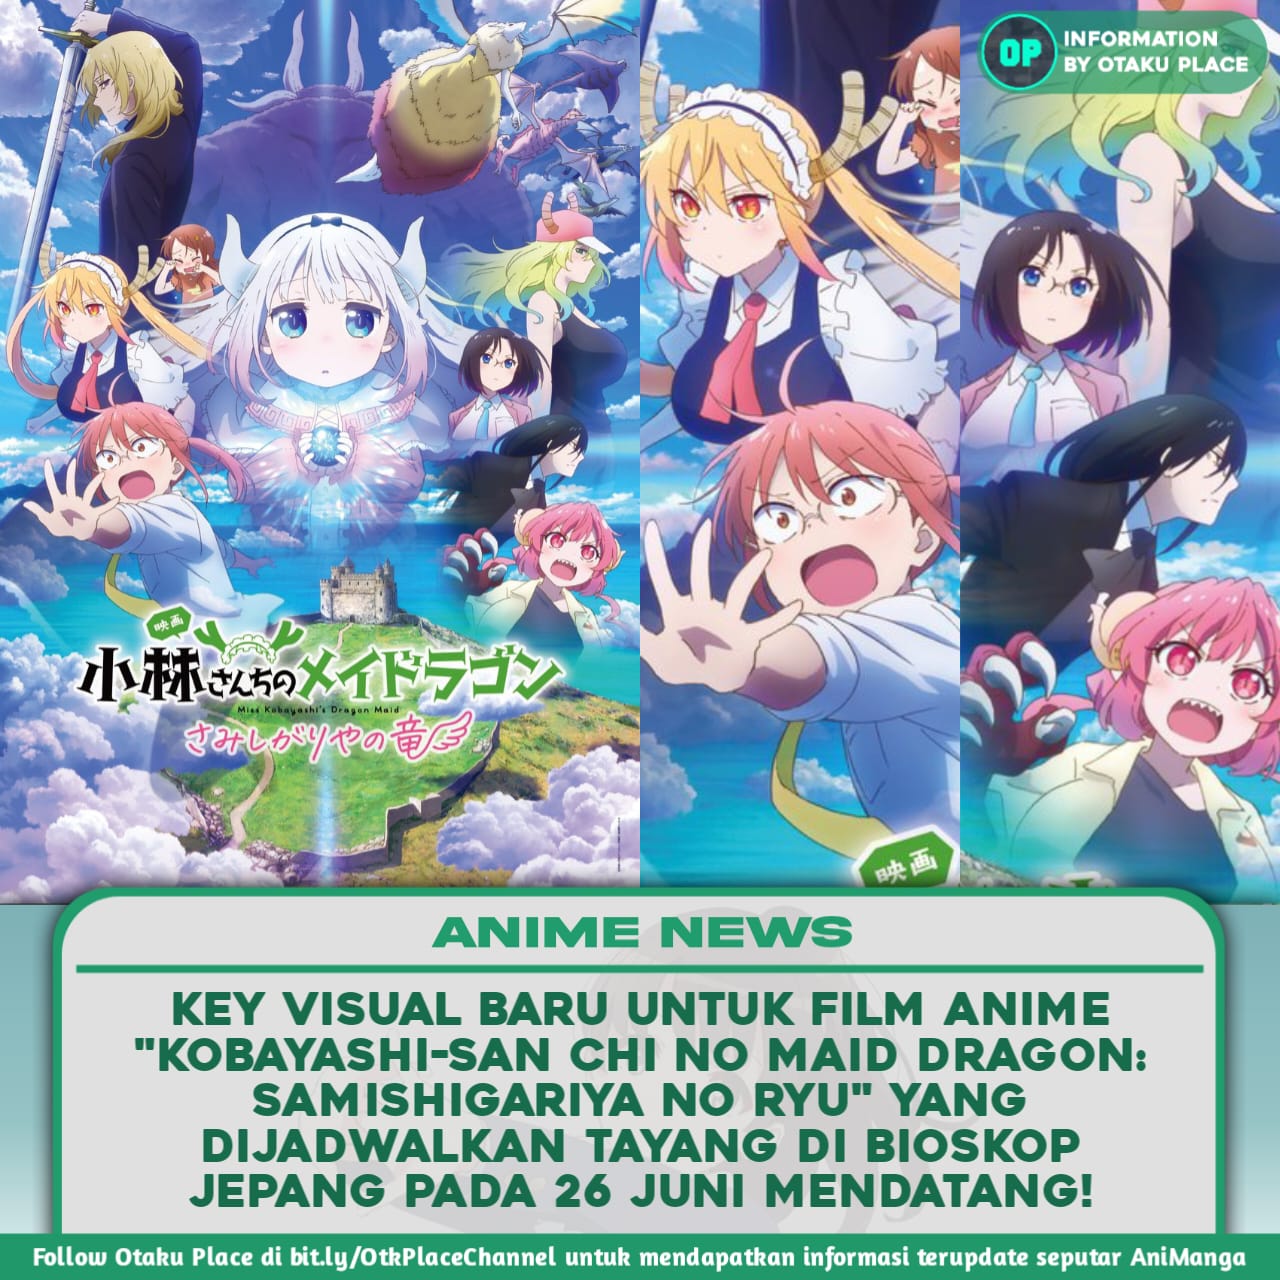 OP
INFORMATION
BY OTAKU PLACE
映画
小林さんちのメイドラゴン
Miss Kobayashi's Dragon Maid
さみしがりやの竜
映画
ANIME NEWS
KEY VISUAL BARU UNTUK FILM ANIME
"KOBAYASHI-SAN CHI NO MAID DRAGON:
SAMISHIGARIYA NO RYU" YANG
DIJADWALKAN TAYANG DI BIOSKOP
JEPANG PADA 26 JUNI MENDATANG!
Follow Otaku Place di bit.ly/OtkPlaceChannel untuk mendapatkan informasi terupdate seputar AniManga